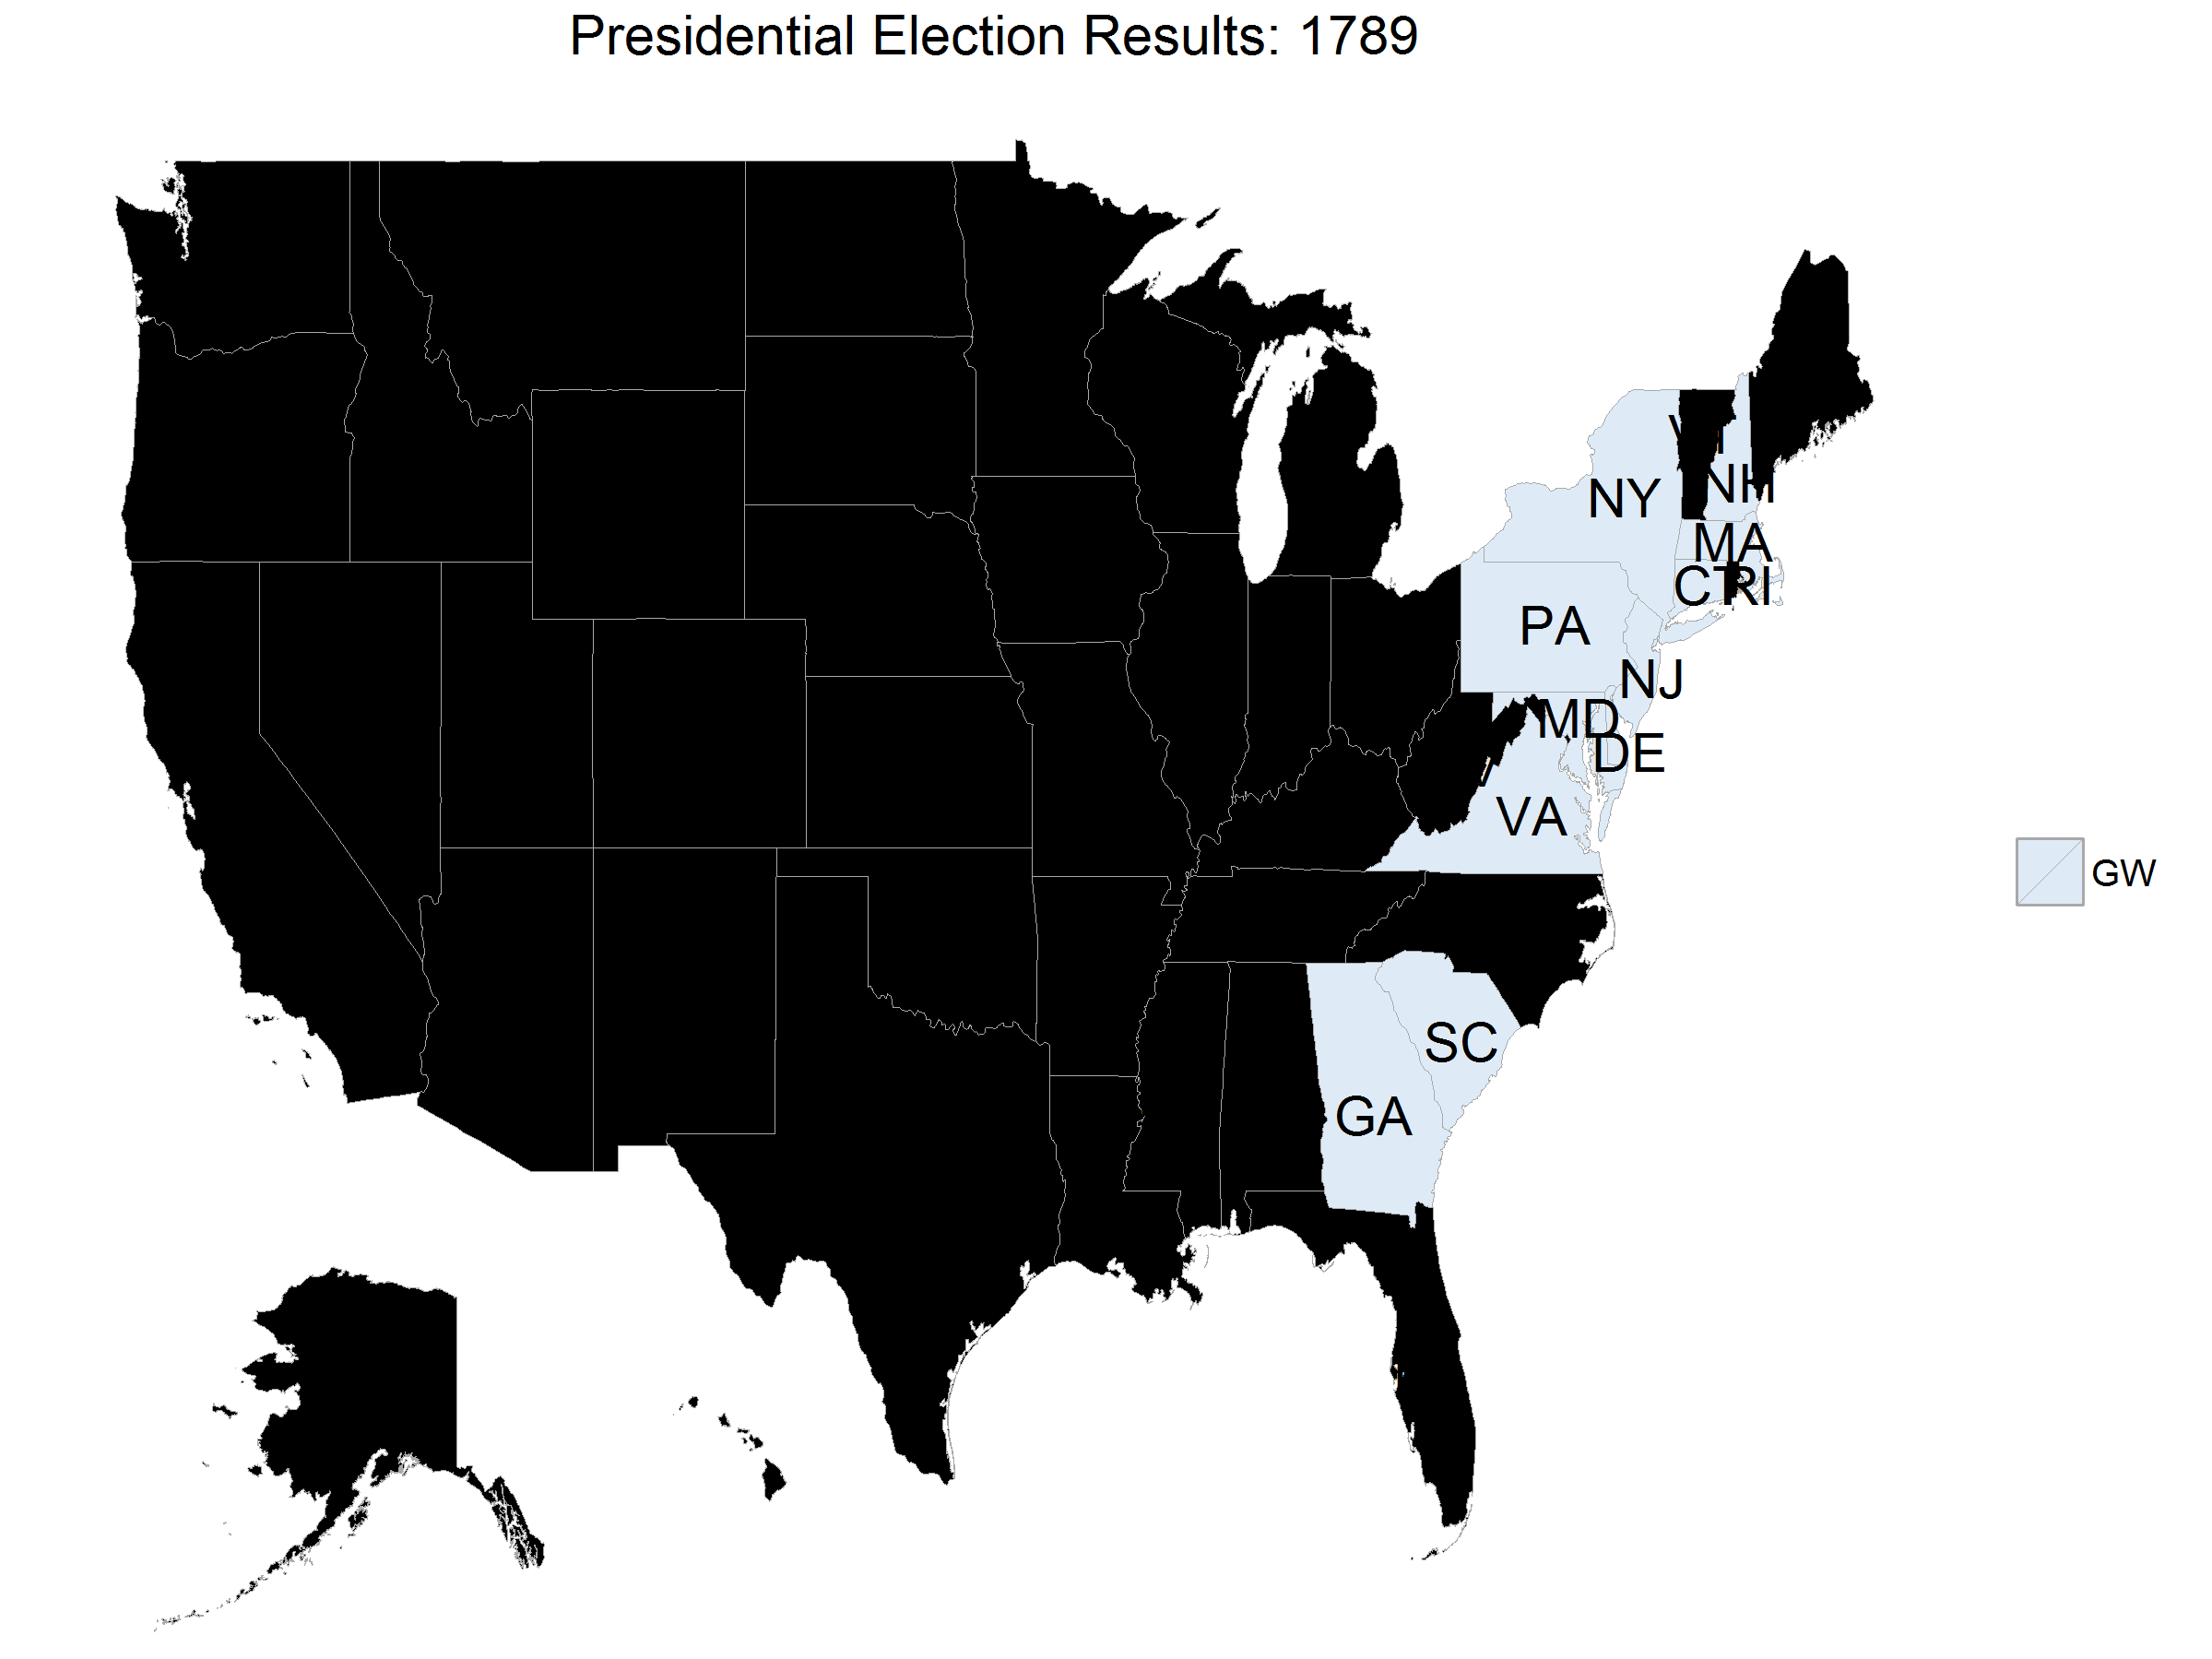 Presidential Election Results: 1789
VT
NH
NY
MA
CT
RI
PA
NJ
MD
DE
VA
GW
SC
GA